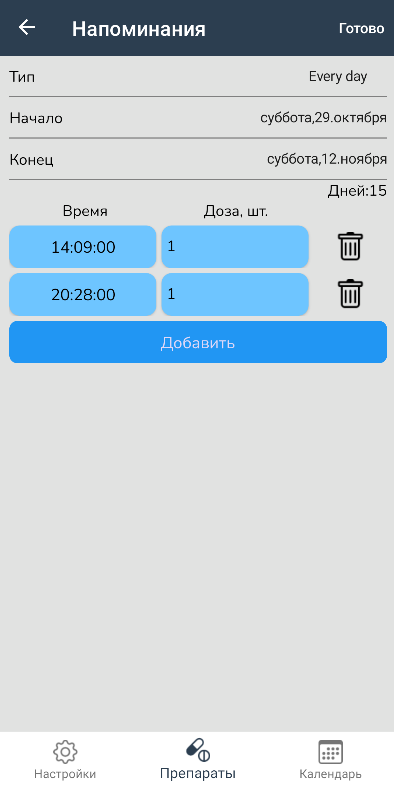 Напоминания Готово
Тип Every day
Начало суббота,29.октября
Конец суббота,12.ноября
Дней:15
Время Доза, шт.
14:09:00 1
20:28:00 1
Добавить
Настройки Препараты Календарь